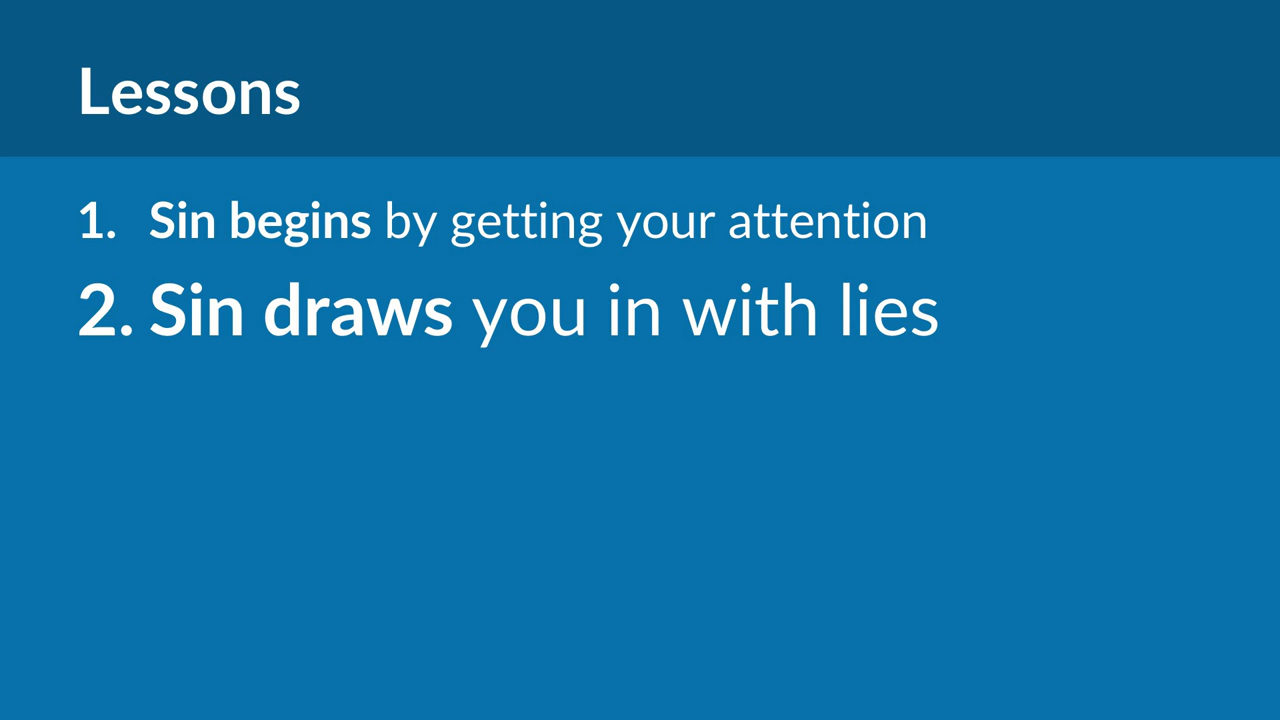 Lessons
1. Sin begins by getting your attention
2. Sin draws you in with lies